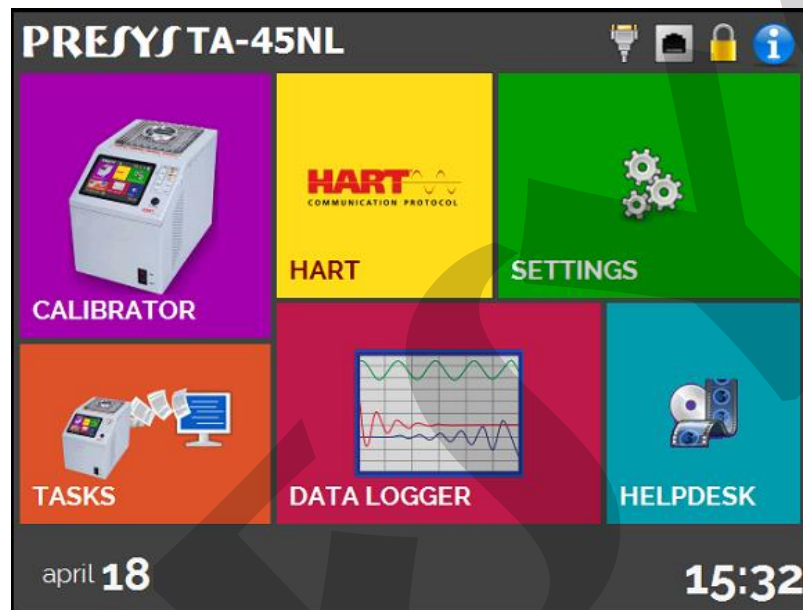 PRESYS TA-45NL
CALIBRATOR
HART
COMMUNICATION PROTOCOL
HART
SETTINGS
TASKS
DATA LOGGER
HELPDESK
april 18
15:32